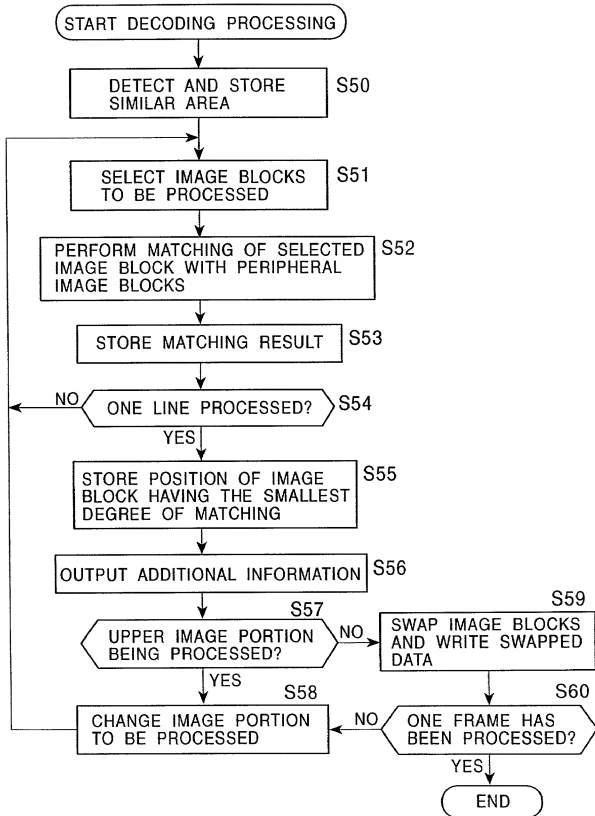 START DECODING PROCESSING
DETECT AND STORE
SIMILAR AREA
S50
SELECT IMAGE BLOCKS
TO BE PROCESSED
S51
PERFORM MATCHING OF SELECTED
IMAGE BLOCK WITH PERIPHERAL
IMAGE BLOCKS
S52
STORE MATCHING RESULT
S53
NO
ONE LINE PROCESSED?
S54
YES
STORE POSITION OF IMAGE
BLOCK HAVING THE SMALLEST
DEGREE OF MATCHING
S55
OUTPUT ADDITIONAL INFORMATION
S56
S57
UPPER IMAGE PORTION
BEING PROCESSED?
NO
YES
S59
SWAP IMAGE BLOCKS
AND WRITE SWAPPED
DATA
S58
CHANGE IMAGE PORTION
TO BE PROCESSED
S60
NO
ONE FRAME HAS
BEEN PROCESSED?
YES
END